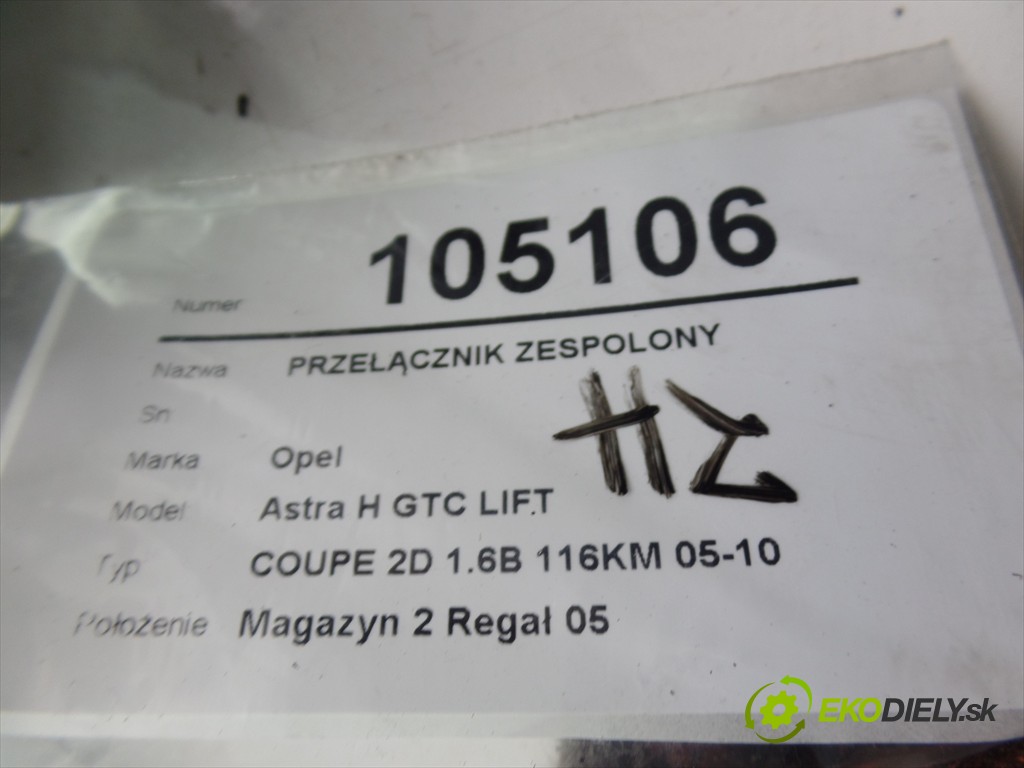 Numer 105106
Nazwa PRZEŁĄCZNIK ZESPOLONY
Sn
Marka Opel
Model Astra H GTC LIFT
Typ COUPE 2D 1.6B 116KM 05-10
Położenie Magazyn 2 Regał 05
EKODIELY.sk